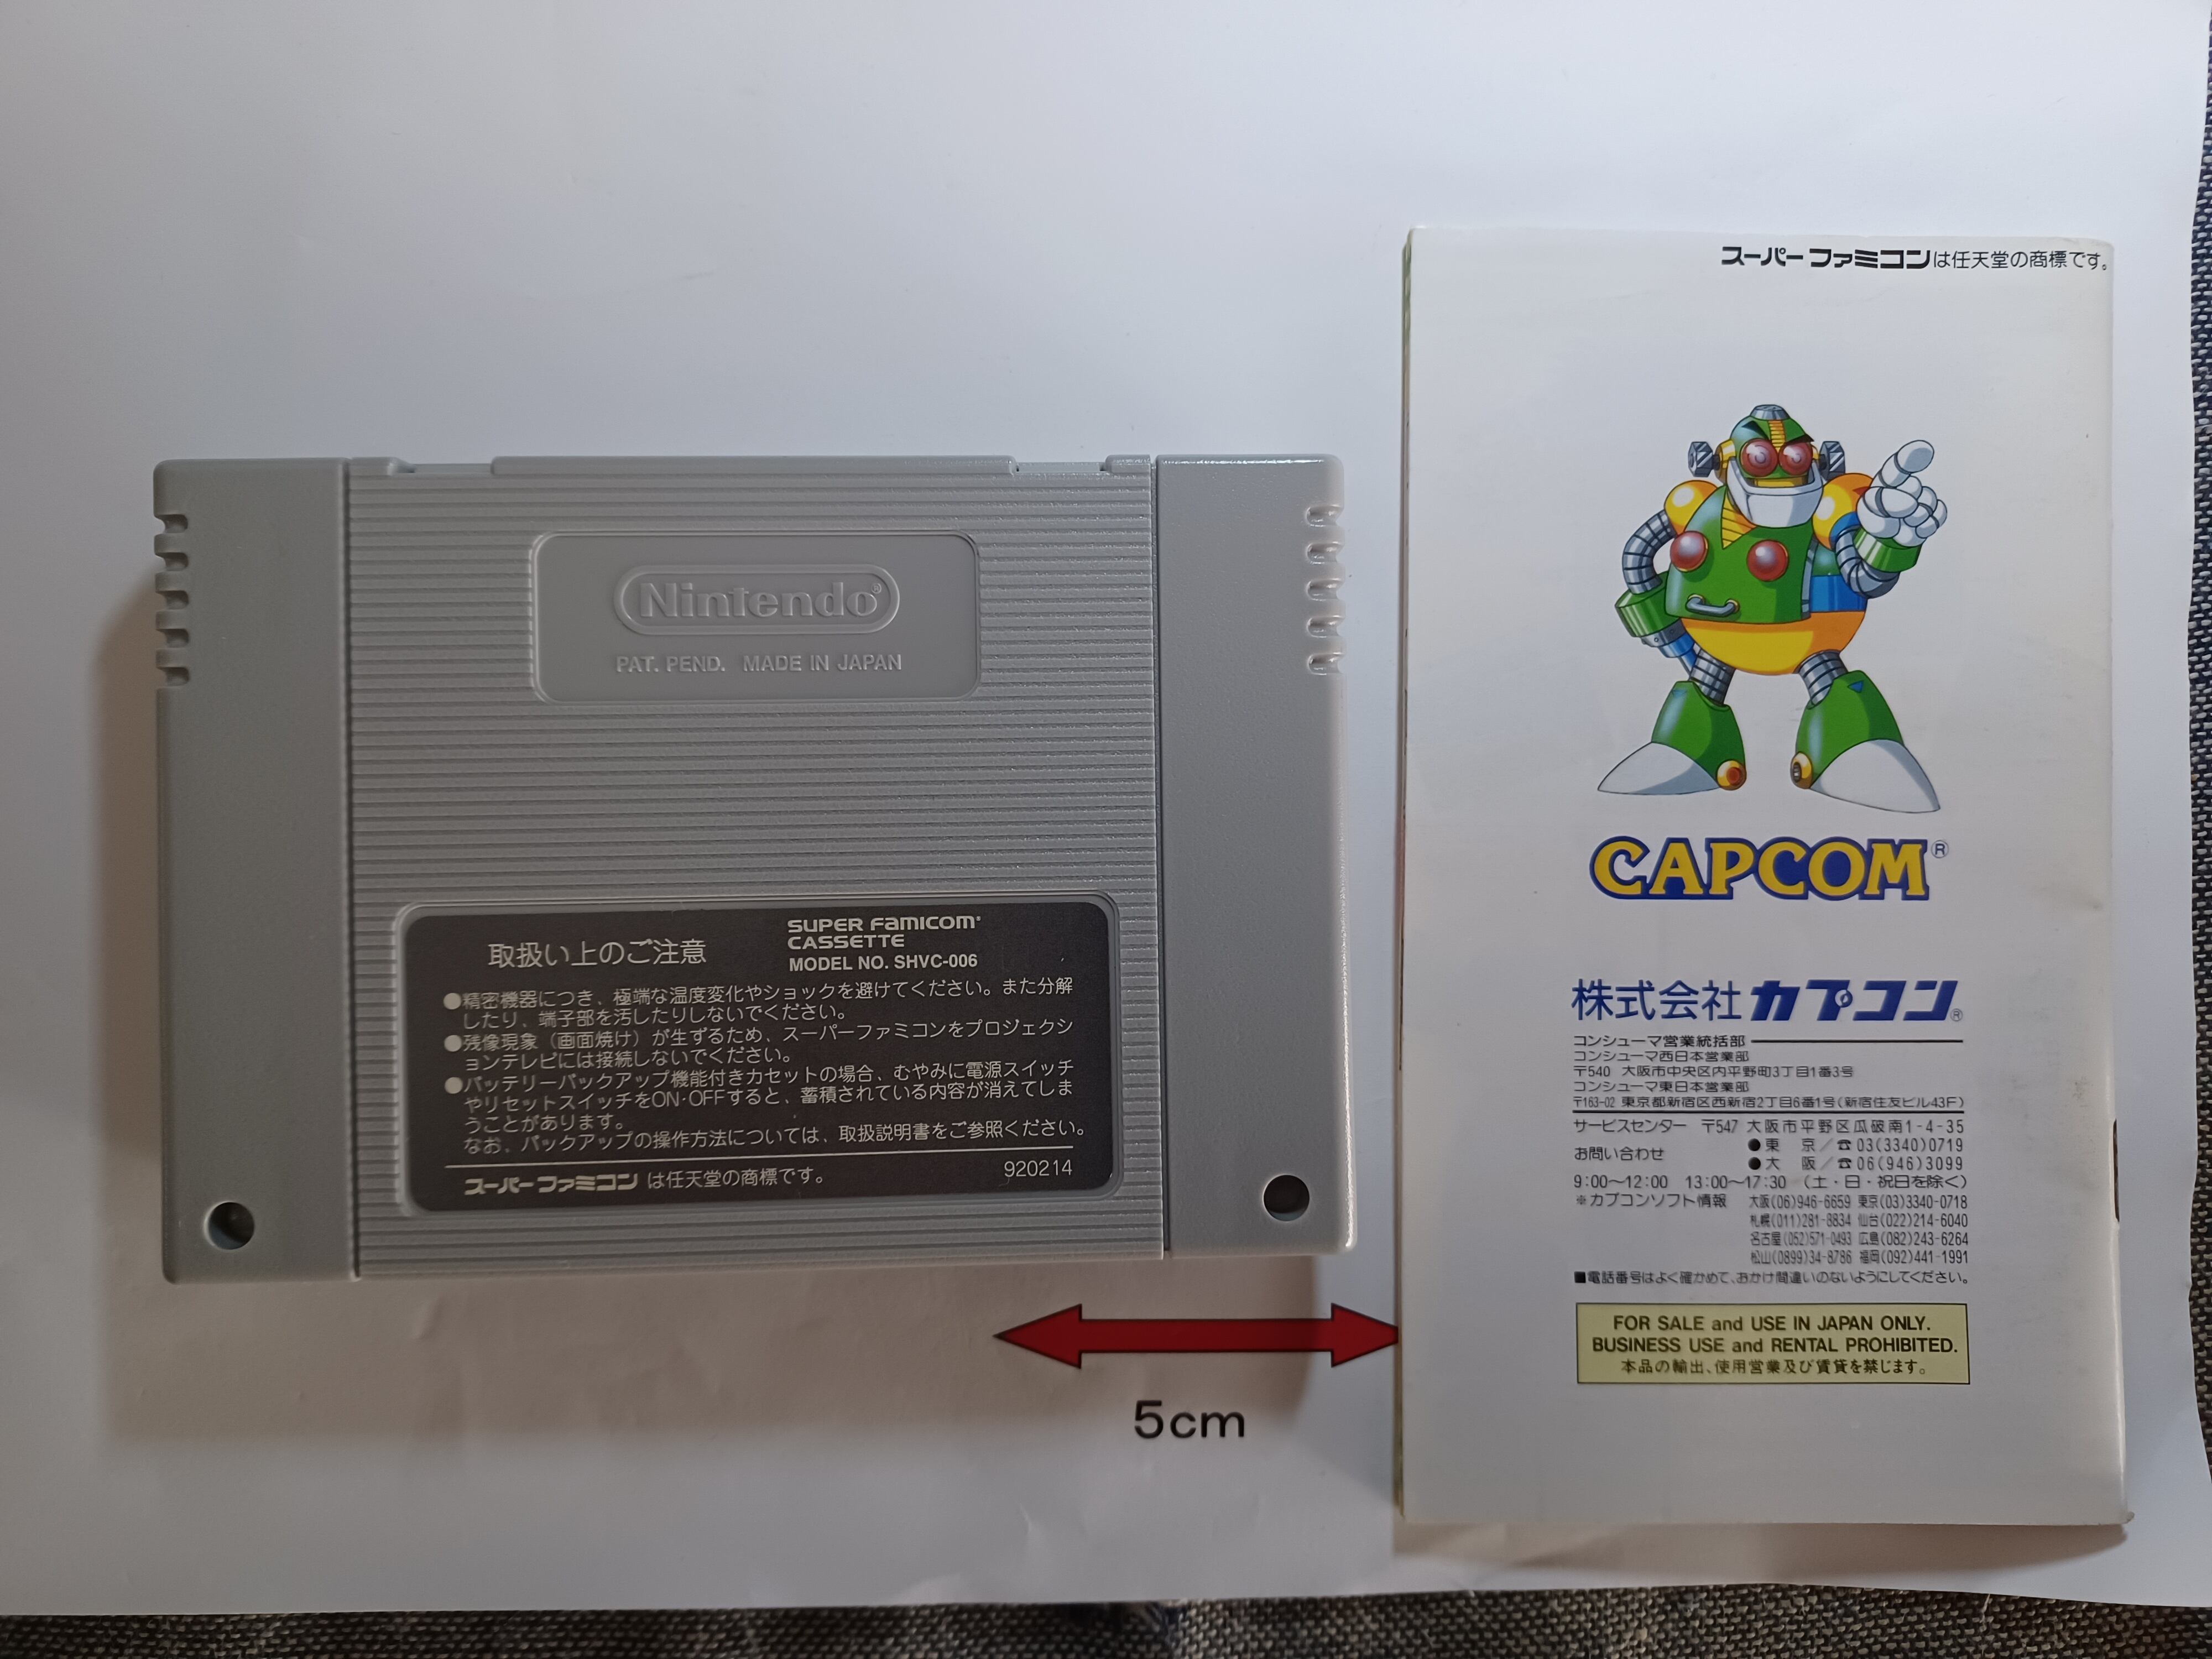 Nintendo®
PAT. PEND. MADE IN JAPAN
取扱い上のご注意
SUPER FAMICOM®
CASSETTE
MODEL NO. SHVC-006
●精密機器につき、極端な温度変化やショックを避けてください。また分解
したり、端子部を汚したりしないでください。
●残像現象（画面焼け）が生ずるため、スーパーファミコンをプロジェクシ
ョンテレビには接続しないでください。
●バッテリーバックアップ機能付きカセットの場合、むやみに電源スイッチ
やリセットスイッチをON・OFFすると、蓄積されている内容が消えてしま
うことがあります。
なお、バックアップの操作方法については、取扱説明書をご参照ください。
スーパーファミコンは任天堂の商標です。
920214
5cm
スーパーファミコンは任天堂の商標です。
CAPCOM®
株式会社カプコン®
コンシューマ営業統括部
コンシューマ西日本営業部
〒540 大阪市中央区内平野町3丁目1番3号
コンシューマ東日本営業部
〒163-02 東京都新宿区西新宿2丁目6番1号(新宿住友ビル43F)
サービスセンター 〒547 大阪市平野区瓜破南1-4-35
お問い合わせ
●東 京／☎03(3340)0719
●大 阪／☎06(946)3099
9:00〜12:00 13:00〜17:30 (土・日・祝日を除く)
※カプコンソフト情報 大阪(06)946-6659 東京(03)3340-0718
札幌(011)281-8834 仙台(022)214-6040
名古屋(052)571-0493 広島(082)243-6264
松山(0899)34-8786 福岡(092)441-1991
■電話番号はよく確かめて、おかけ間違いのないようにしてください。
FOR SALE and USE IN JAPAN ONLY.
BUSINESS USE and RENTAL PROHIBITED.
本品の輸出、使用営業及び賃貸を禁じます。